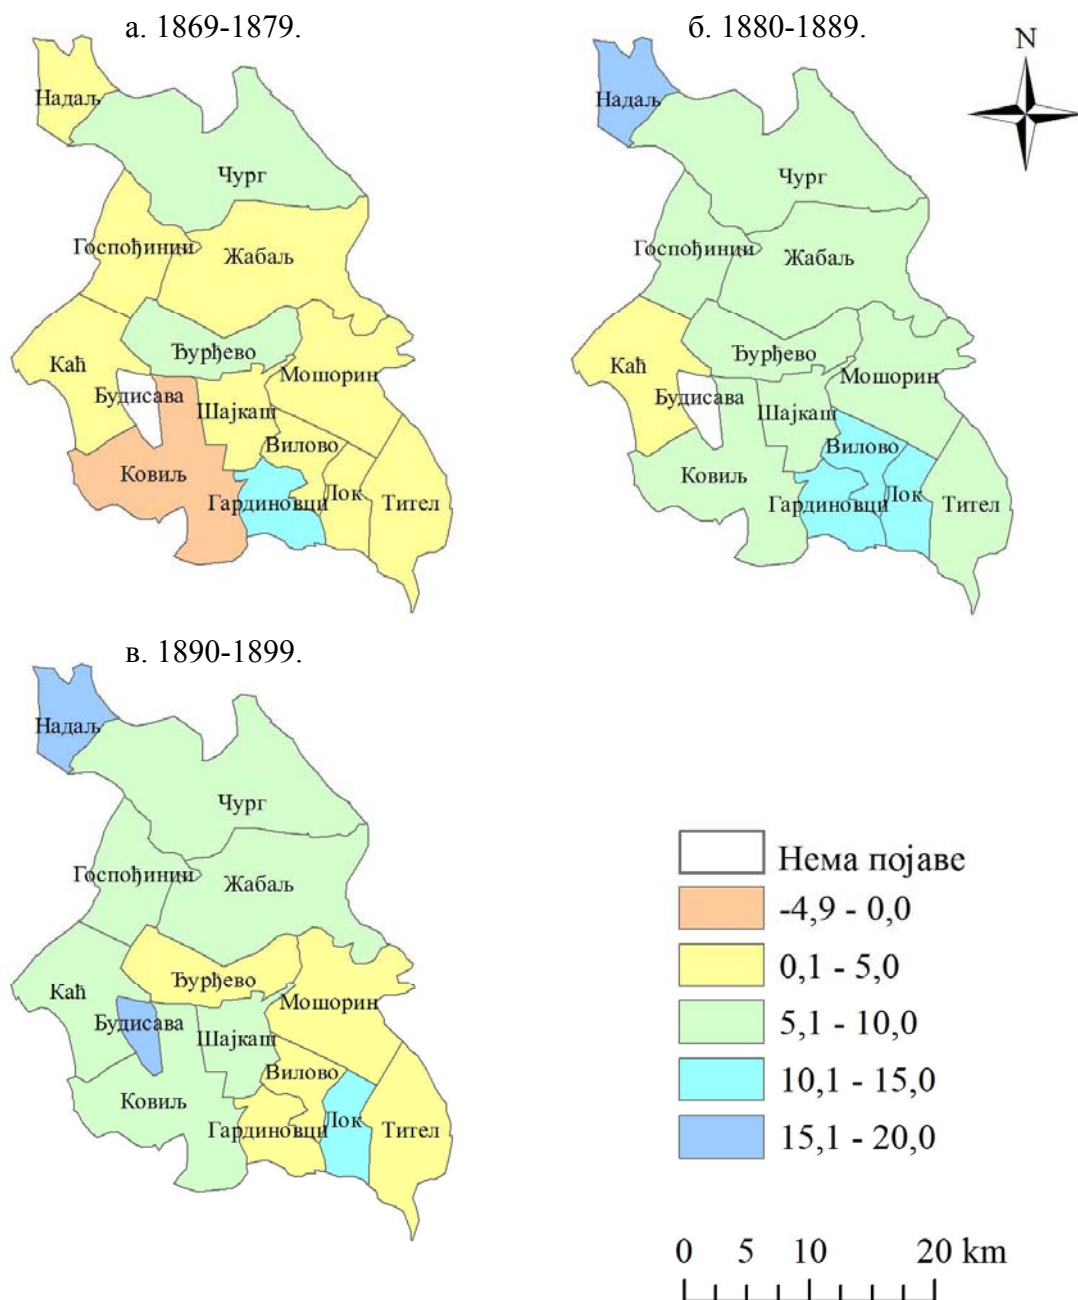 а. 1869-1879.
Надаљ
Чург
Госпођинци
Жабаљ
Ђурђево
Каћ
Мошорин
Будисава
Шајкаш
Вилово
Ковиљ
Лок
Гардиновци
Тител
б. 1880-1889.
N
Надаљ
Чург
Госпођинци
Жабаљ
Ђурђево
Каћ
Мошорин
Будисава
Шајкаш
Вилово
Ковиљ
Лок
Гардиновци
Тител
в. 1890-1899.
Надаљ
Чург
Госпођинци
Жабаљ
Ђурђево
Каћ
Мошорин
Будисава
Шајкаш
Вилово
Ковиљ
Лок
Гардиновци
Тител
Нема појаве
-4,9 - 0,0
0,1 - 5,0
5,1 - 10,0
10,1 - 15,0
15,1 - 20,0
0 5 10 20 km